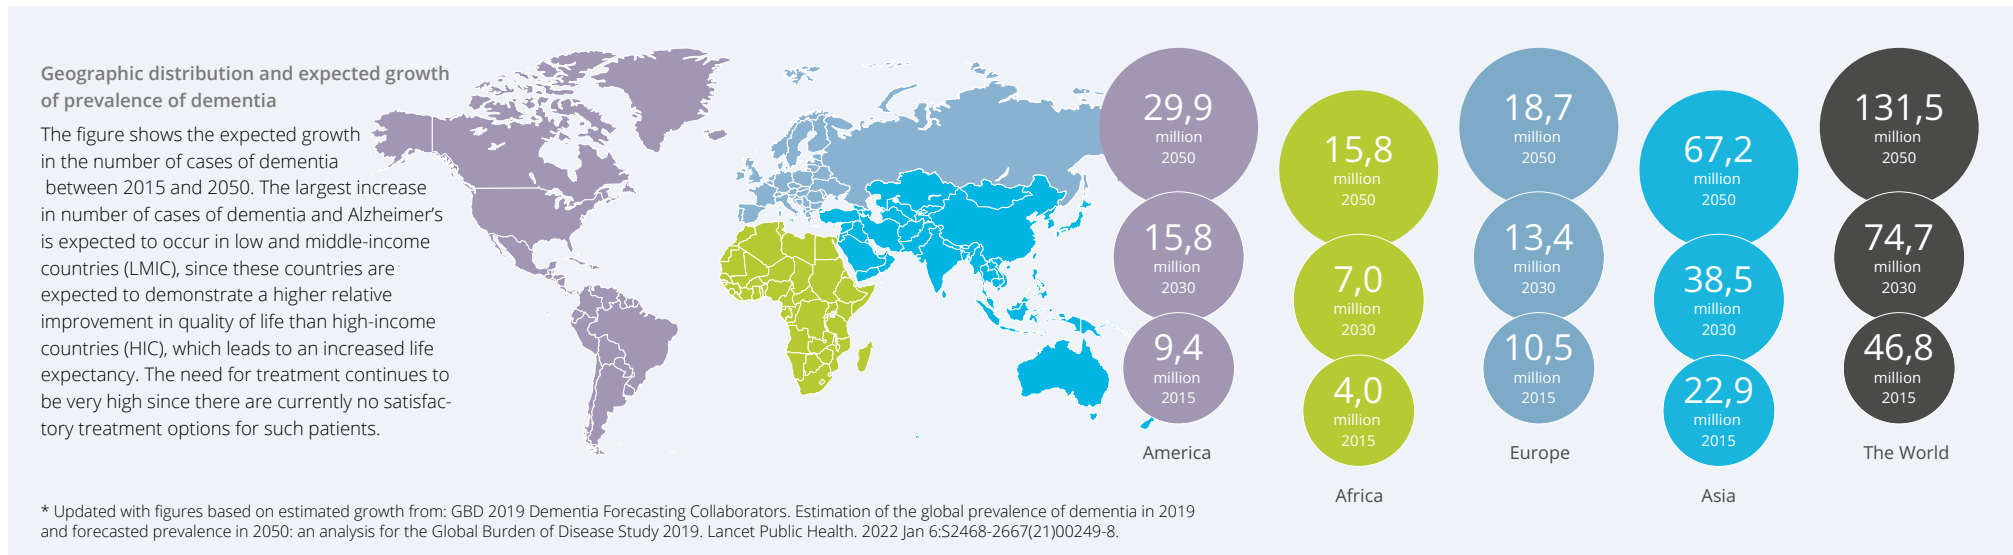 Geographic distribution and expected growth
of prevalence of dementia
The figure shows the expected growth
in the number of cases of dementia
between 2015 and 2050. The largest increase
in number of cases of dementia and Alzheimer’s
is expected to occur in low and middle-income
countries (LMIC), since these countries are
expected to demonstrate a higher relative
improvement in quality of life than high-income
countries (HIC), which leads to an increased life
expectancy. The need for treatment continues to
be very high since there are currently no satisfac-
tory treatment options for such patients.
29,9
million
2050
15,8
million
2030
9,4
million
2015
America
15,8
million
2050
7,0
million
2030
4,0
million
2015
Africa
18,7
million
2050
13,4
million
2030
10,5
million
2015
Europe
67,2
million
2050
38,5
million
2030
22,9
million
2015
Asia
131,5
million
2050
74,7
million
2030
46,8
million
2015
The World
* Updated with figures based on estimated growth from: GBD 2019 Dementia Forecasting Collaborators. Estimation of the global prevalence of dementia in 2019
and forecasted prevalence in 2050: an analysis for the Global Burden of Disease Study 2019. Lancet Public Health. 2022 Jan 6:S2468-2667(21)00249-8.